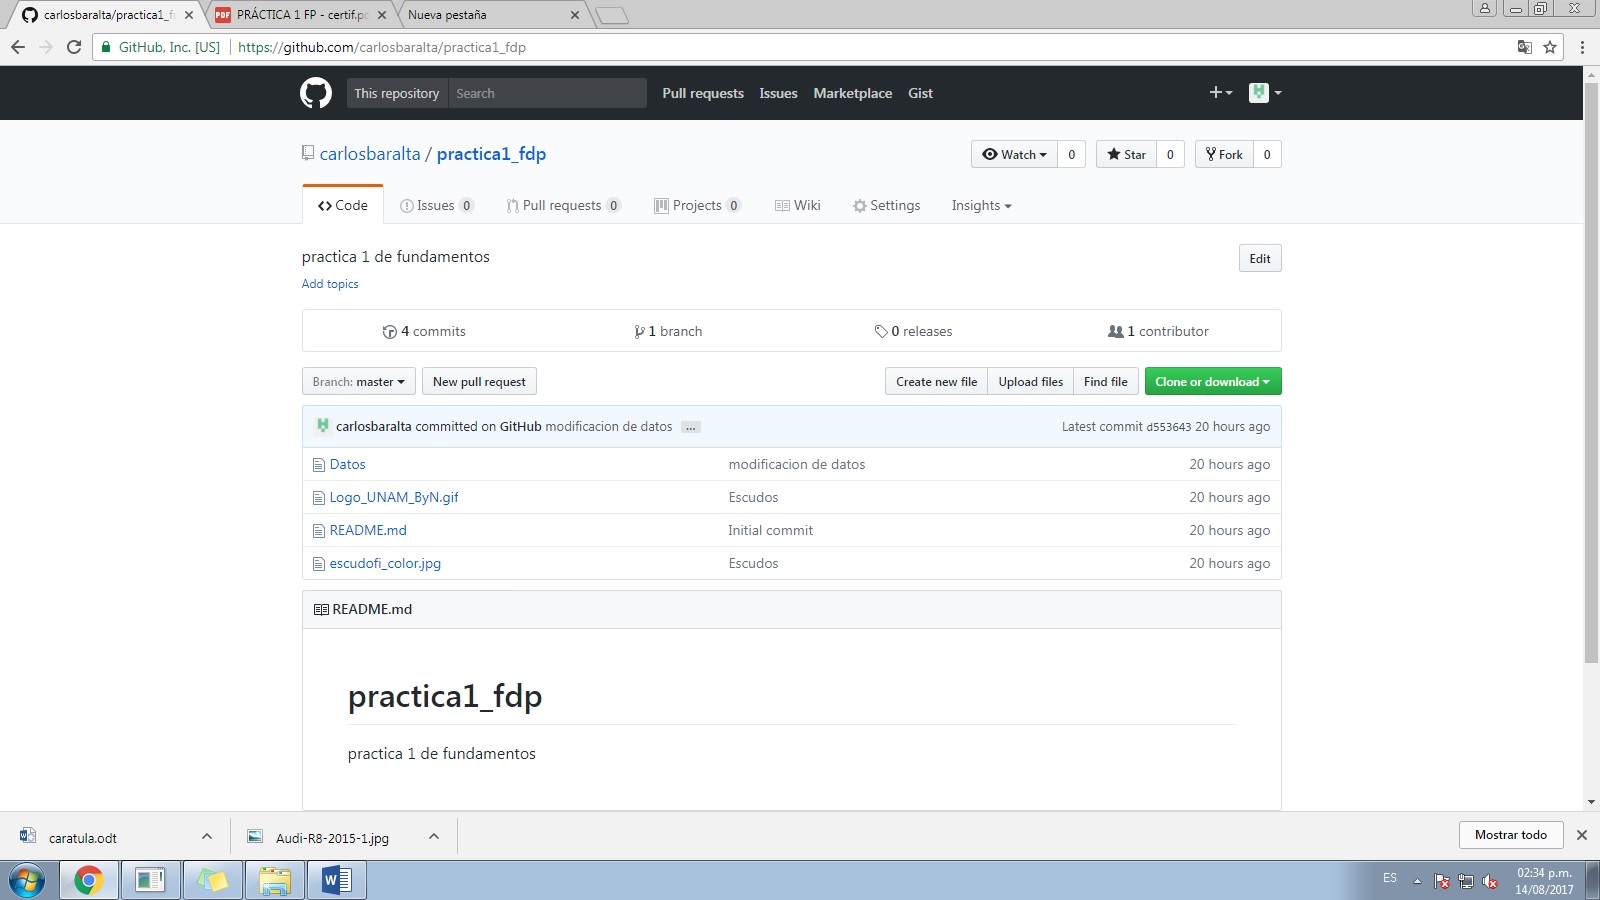 carlosbaralta/practica1_f
PDF PRÁCTICA 1 FP - certif.p
Nueva pestaña
GitHub, Inc. [US] https://github.com/carlosbaralta/practica1_fdp
This repository Search Pull requests Issues Marketplace Gist
carlosbaralta / practica1_fdp
Watch 0 Star 0 Fork 0
Code Issues 0 Pull requests 0 Projects 0 Wiki Settings Insights
practica 1 de fundamentos
Edit
Add topics
4 commits 1 branch 0 releases 1 contributor
Branch: master New pull request Create new file Upload files Find file Clone or download
carlosbaralta committed on GitHub modificacion de datos ... Latest commit d553643 20 hours ago
Datos modificacion de datos 20 hours ago
Logo_UNAM_ByN.gif Escudos 20 hours ago
README.md Initial commit 20 hours ago
escudofi_color.jpg Escudos 20 hours ago
README.md
practica1_fdp
practica 1 de fundamentos
caratula.odt Audi-R8-2015-1.jpg Mostrar todo
ES 02:34 p.m.
14/08/2017